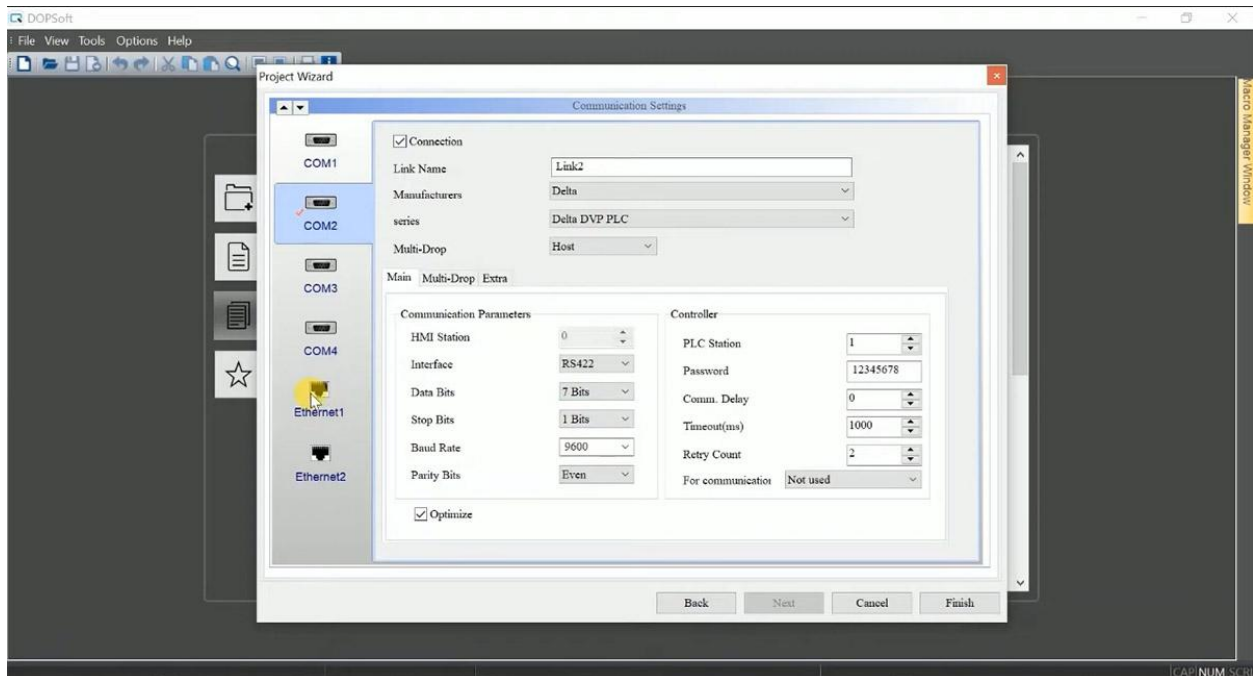 DOPSoft
File View Tools Options Help
Project Wizard
Communication Settings
COM1
COM2
COM3
COM4
Ethernet1
Ethernet2
Connection
Link Name Link2
Manufacturers Delta
series Delta DVP PLC
Multi-Drop Host
Main Multi-Drop Extra
Communication Parameters
HMI Station 0
Interface RS422
Data Bits 7 Bits
Stop Bits 1 Bits
Baud Rate 9600
Parity Bits Even
Optimize
Controller
PLC Station 1
Password 12345678
Comm. Delay 0
Timeout(ms) 1000
Retry Count 2
For communication Not used
Back Next Cancel Finish
Macro Manager Window
CAP NUM SCR